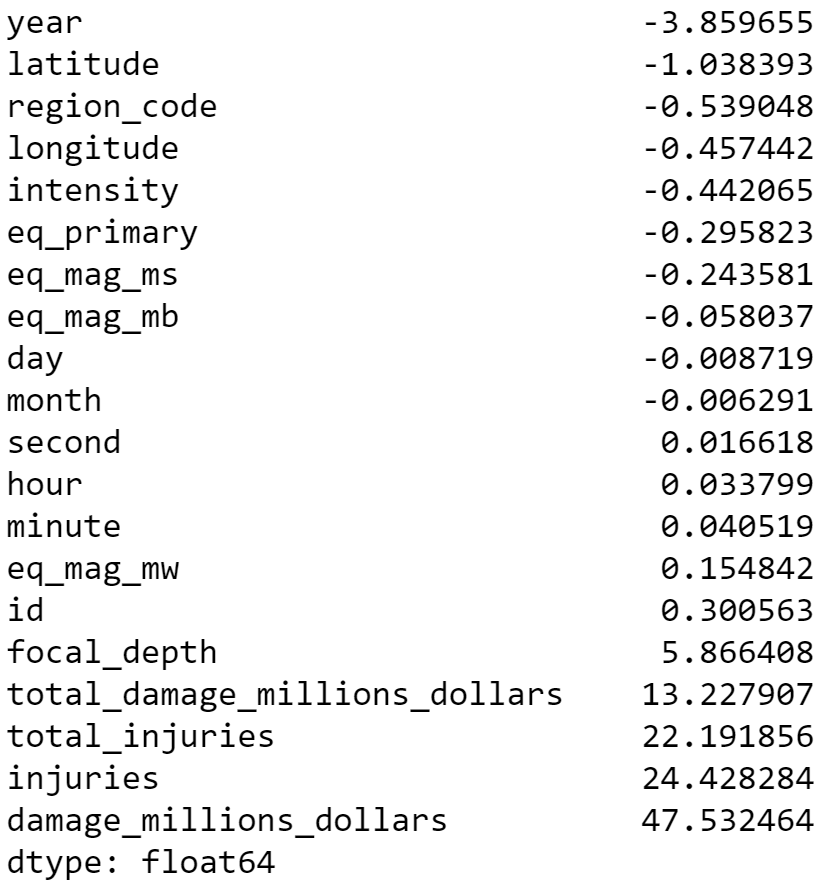 year -3.859655
latitude -1.038393
region_code -0.539048
longitude -0.457442
intensity -0.442065
eq_primary -0.295823
eq_mag_ms -0.243581
eq_mag_mb -0.058037
day -0.008719
month -0.006291
second 0.016618
hour 0.033799
minute 0.040519
eq_mag_mw 0.154842
id 0.300563
focal_depth 5.866408
total_damage_millions_dollars 13.227907
total_injuries 22.191856
injuries 24.428284
damage_millions_dollars 47.532464
dtype: float64